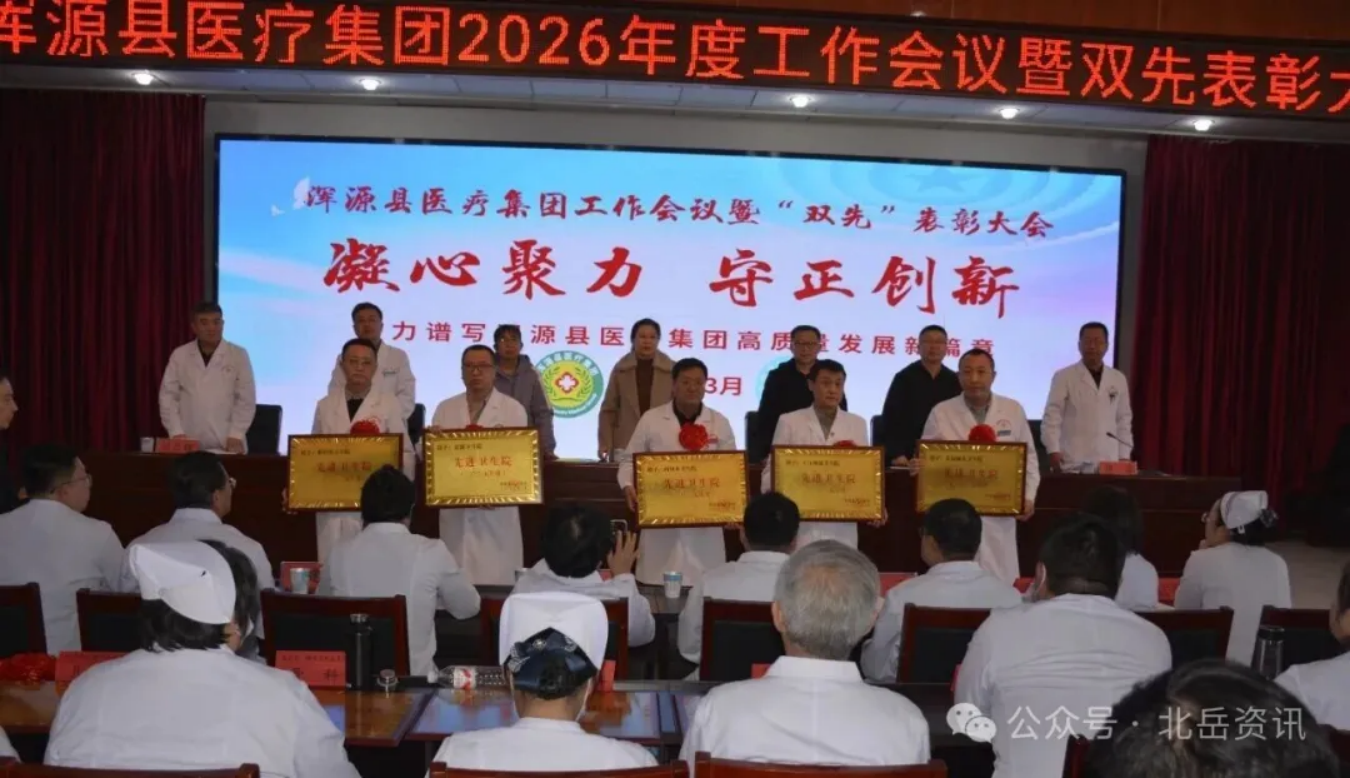 浑源县医疗集团2026年度工作会议暨双先表彰大
浑源县医疗集团工作会议暨“双先”表彰大会
凝心聚力 守正创新
力谱写 源县医 集团高质量发展新篇章
3月
先进卫生院
先进卫生院
先进卫生院
先进卫生院
先进卫生院
公众号 · 北岳资讯